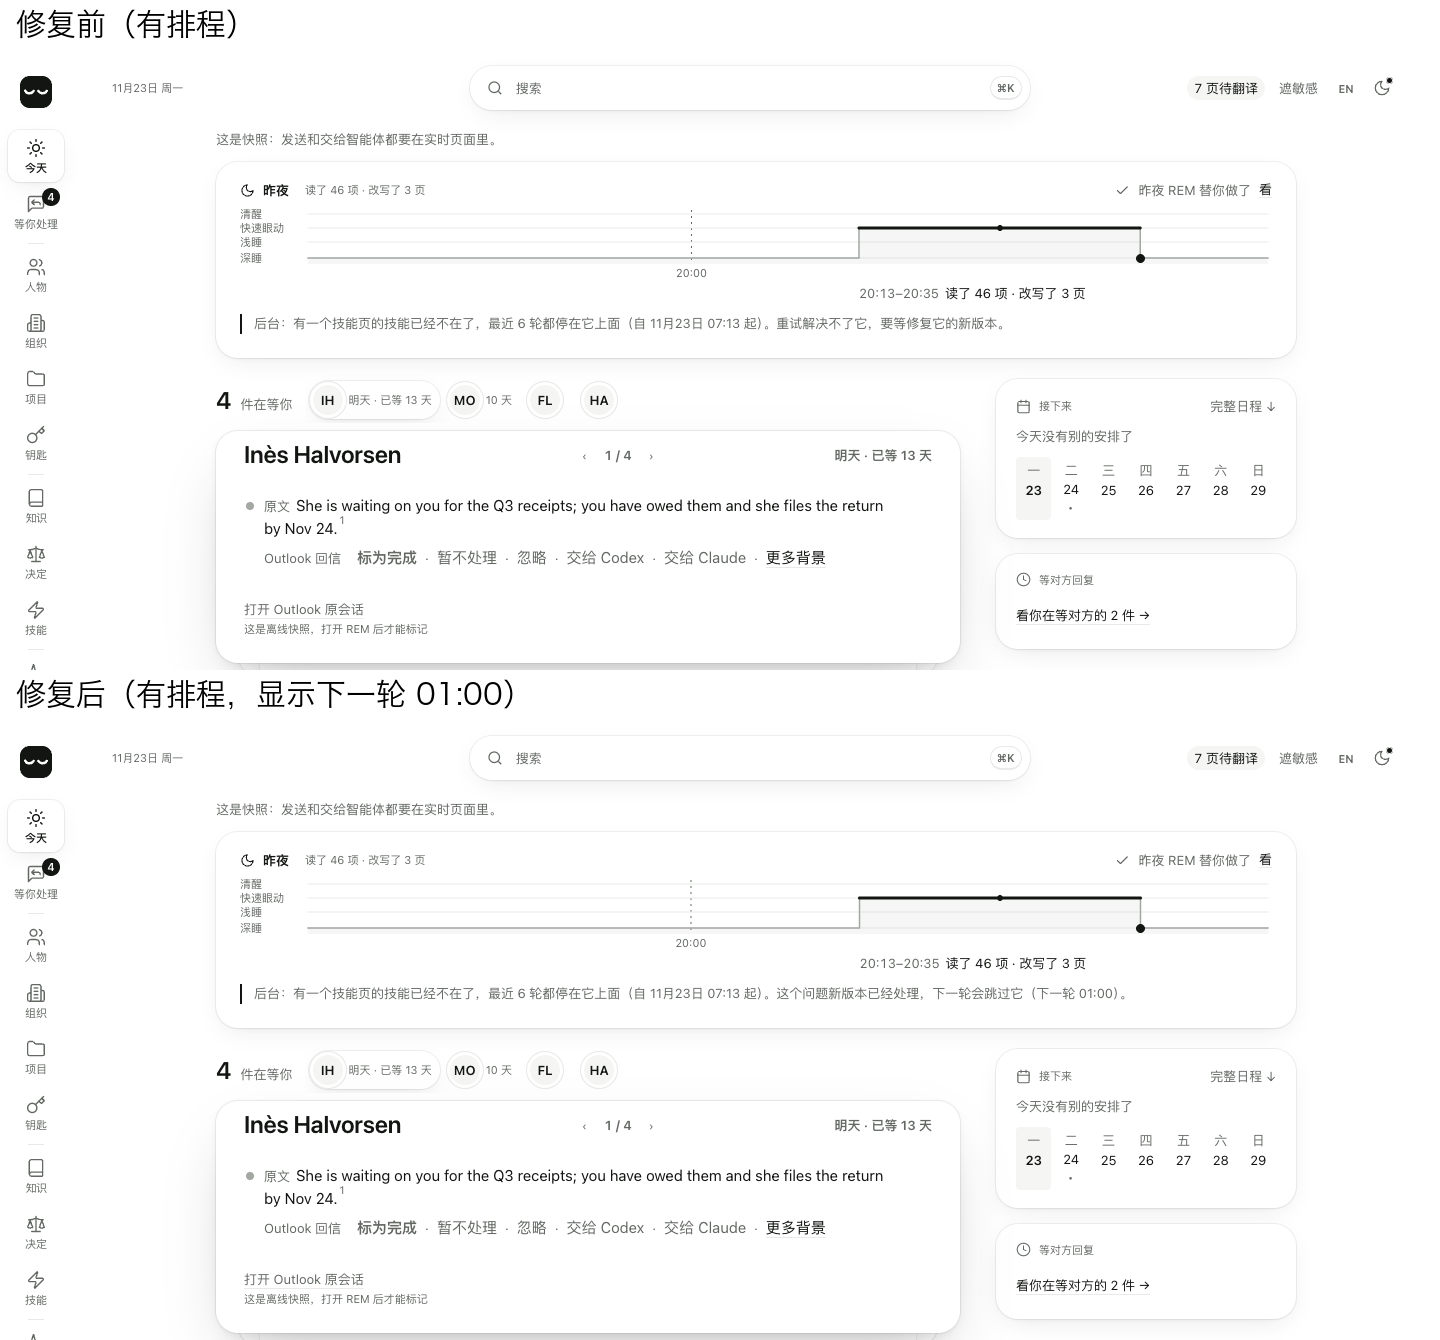 修复前（有排程）
11月23日 周一
搜索
⌘K
7 页待翻译
遮敏感
EN
今天
4
等你处理
人物
组织
项目
钥匙
知识
决定
技能
这是快照：发送和交给智能体都要在实时页面里。
昨夜 读了 46 项 · 改写了 3 页
昨夜 REM 替你做了 看
清醒
快速眼动
浅睡
深睡
20:00
20:13–20:35 读了 46 项 · 改写了 3 页
后台：有一个技能页的技能已经不在了，最近 6 轮都停在它上面（自 11月23日 07:13 起）。重试解决不了它，要等修复它的新版本。
4 件在等你
IH 明天 · 已等 13 天
MO 10 天
FL
HA
Inès Halvorsen
‹ 1 / 4 ›
明天 · 已等 13 天
原文 She is waiting on you for the Q3 receipts; you have owed them and she files the return
by Nov 24. 1
Outlook 回信 标为完成 · 暂不处理 · 忽略 · 交给 Codex · 交给 Claude · 更多背景
打开 Outlook 原会话
这是离线快照，打开 REM 后才能标记
接下来
完整日程 ↓
今天没有别的安排了
一 二 三 四 五 六 日
23 24 25 26 27 28 29
等对方回复
看你在等对方的 2 件 →
修复后（有排程，显示下一轮 01:00）
11月23日 周一
搜索
⌘K
7 页待翻译
遮敏感
EN
今天
4
等你处理
人物
组织
项目
钥匙
知识
决定
技能
这是快照：发送和交给智能体都要在实时页面里。
昨夜 读了 46 项 · 改写了 3 页
昨夜 REM 替你做了 看
清醒
快速眼动
浅睡
深睡
20:00
20:13–20:35 读了 46 项 · 改写了 3 页
后台：有一个技能页的技能已经不在了，最近 6 轮都停在它上面（自 11月23日 07:13 起）。这个问题新版本已经处理，下一轮会跳过它（下一轮 01:00）。
4 件在等你
IH 明天 · 已等 13 天
MO 10 天
FL
HA
Inès Halvorsen
‹ 1 / 4 ›
明天 · 已等 13 天
原文 She is waiting on you for the Q3 receipts; you have owed them and she files the return
by Nov 24. 1
Outlook 回信 标为完成 · 暂不处理 · 忽略 · 交给 Codex · 交给 Claude · 更多背景
打开 Outlook 原会话
这是离线快照，打开 REM 后才能标记
接下来
完整日程 ↓
今天没有别的安排了
一 二 三 四 五 六 日
23 24 25 26 27 28 29
等对方回复
看你在等对方的 2 件 →